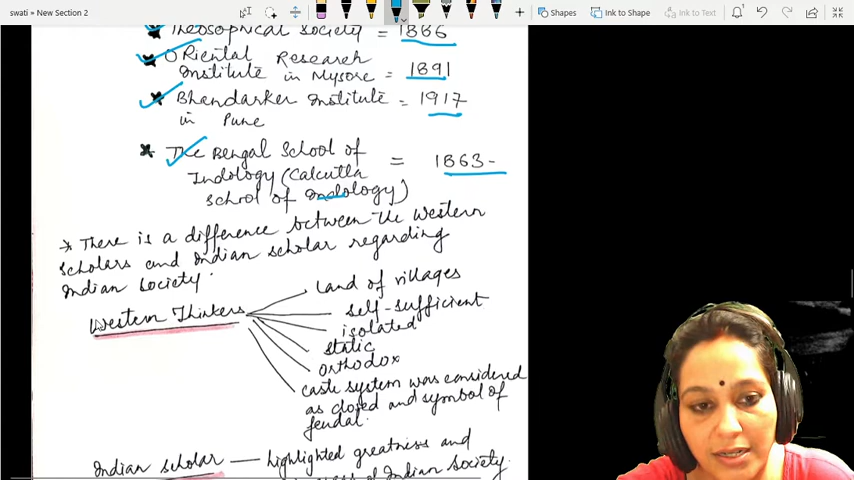 swati » New Section 2
Shapes
Ink to Shape
Ink to Text
Theosophical Society = 1886
Oriental Research
Institute in Mysore = 1891
Bhandarker Institute = 1917
in Pune
The Bengal School of
Indology (Calcutta = 1863-
School of Indology)
There is a difference between the Western
scholars and Indian scholar regarding
Indian Society.
Western Thinkers
Land of villages
self-sufficient
isolated
static
orthodox
caste system was considered
as closed and symbol of
feudal.
Indian scholar — highlighted greatness and
of Indian Society.